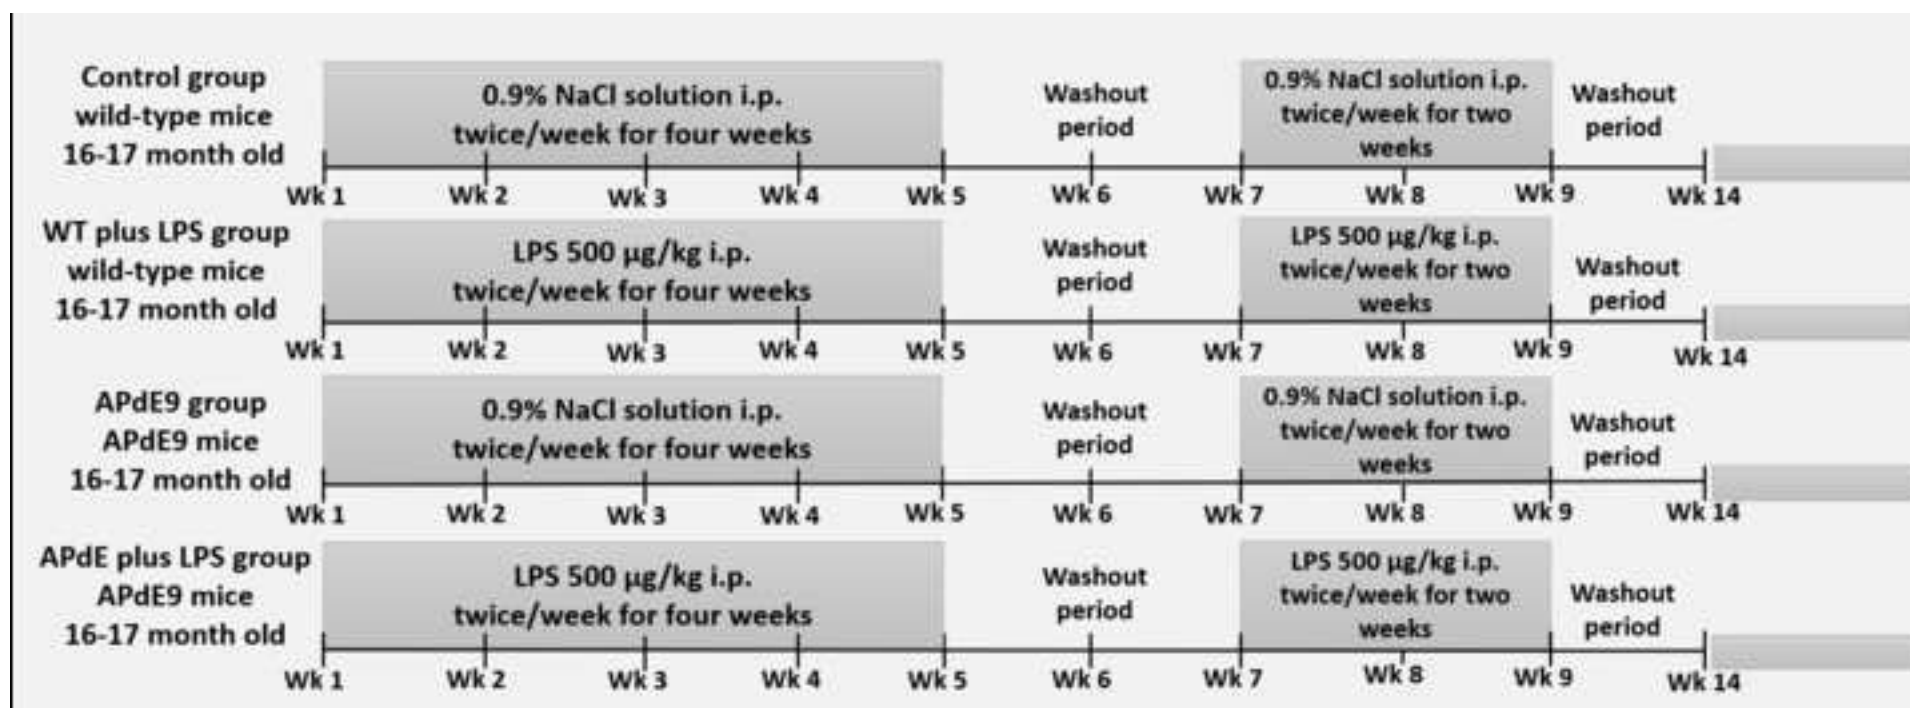 Control group
wild-type mice
16-17 month old
0.9% NaCl solution i.p.
twice/week for four weeks
Washout
period
0.9% NaCl solution i.p.
twice/week for two
weeks
Washout
period
Wk 1 Wk 2 Wk 3 Wk 4 Wk 5 Wk 6 Wk 7 Wk 8 Wk 9 Wk 14
WT plus LPS group
wild-type mice
16-17 month old
LPS 500 µg/kg i.p.
twice/week for four weeks
Washout
period
LPS 500 µg/kg i.p.
twice/week for two
weeks
Washout
period
Wk 1 Wk 2 Wk 3 Wk 4 Wk 5 Wk 6 Wk 7 Wk 8 Wk 9 Wk 14
APdE9 group
APdE9 mice
16-17 month old
0.9% NaCl solution i.p.
twice/week for four weeks
Washout
period
0.9% NaCl solution i.p.
twice/week for two
weeks
Washout
period
Wk 1 Wk 2 Wk 3 Wk 4 Wk 5 Wk 6 Wk 7 Wk 8 Wk 9 Wk 14
APdE plus LPS group
APdE9 mice
16-17 month old
LPS 500 µg/kg i.p.
twice/week for four weeks
Washout
period
LPS 500 µg/kg i.p.
twice/week for two
weeks
Washout
period
Wk 1 Wk 2 Wk 3 Wk 4 Wk 5 Wk 6 Wk 7 Wk 8 Wk 9 Wk 14